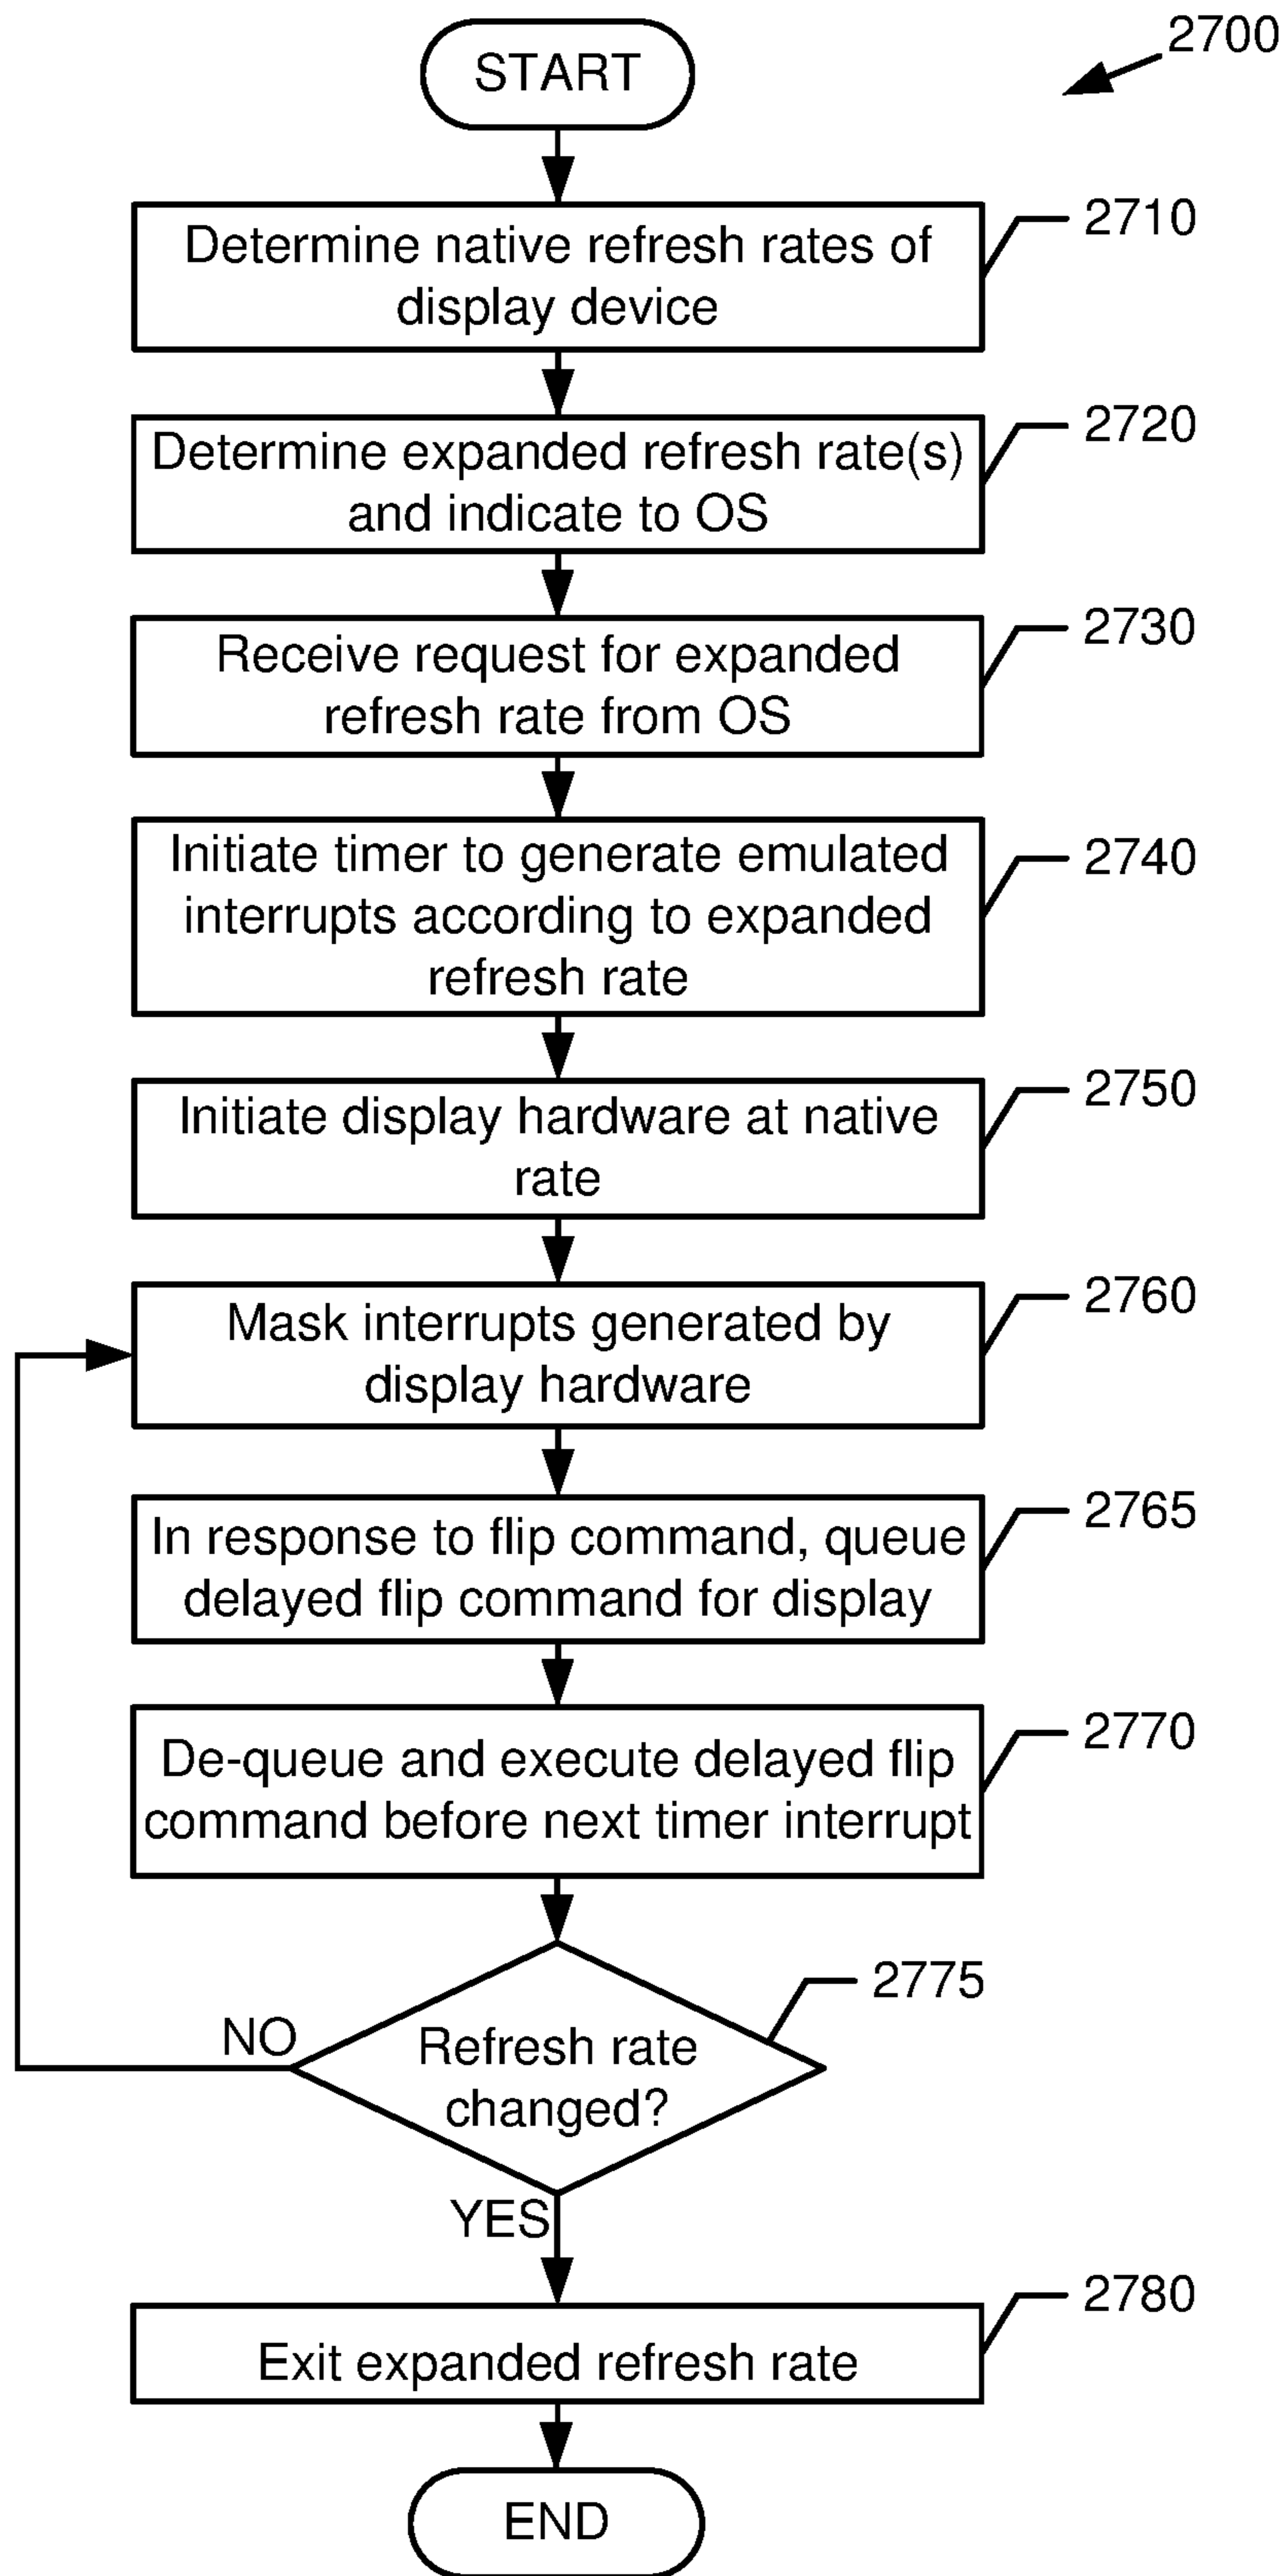 START
2700
Determine native refresh rates of
display device
2710
Determine expanded refresh rate(s)
and indicate to OS
2720
Receive request for expanded
refresh rate from OS
2730
Initiate timer to generate emulated
interrupts according to expanded
refresh rate
2740
Initiate display hardware at native
rate
2750
Mask interrupts generated by
display hardware
2760
In response to flip command, queue
delayed flip command for display
2765
De-queue and execute delayed flip
command before next timer interrupt
2770
Refresh rate
changed?
2775
NO
YES
Exit expanded refresh rate
2780
END